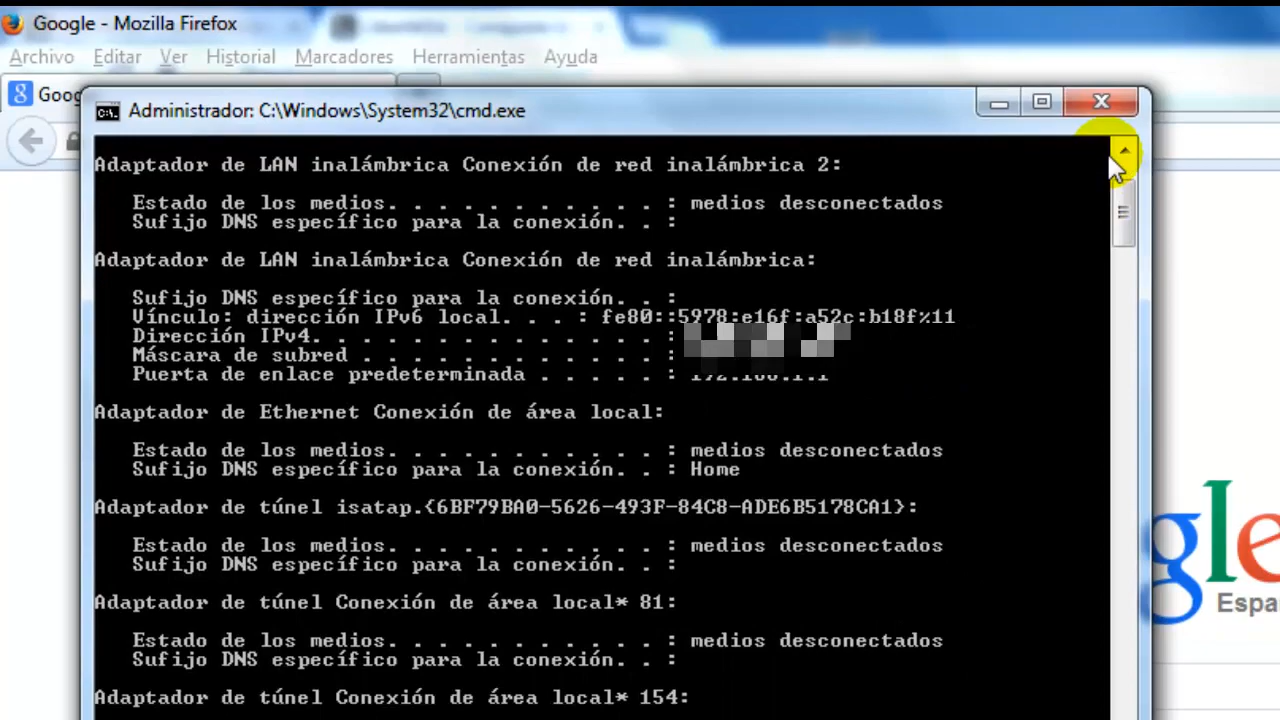 Google - Mozilla Firefox
Archivo Editar Ver Historial Marcadores Herramientas Ayuda
Goog
Administrador: C:\Windows\System32\cmd.exe
Adaptador de LAN inalámbrica Conexión de red inalámbrica 2:
Estado de los medios. . . . . . . . . . . : medios desconectados
Sufijo DNS específico para la conexión. . :
Adaptador de LAN inalámbrica Conexión de red inalámbrica:
Sufijo DNS específico para la conexión. . :
Vínculo: dirección IPv6 local. . . : fe80::5978:e16f:a52c:b18f%11
Dirección IPv4. . . . . . . . . . . . . . :
Máscara de subred . . . . . . . . . . . . :
Puerta de enlace predeterminada . . . . . :
Adaptador de Ethernet Conexión de área local:
Estado de los medios. . . . . . . . . . . : medios desconectados
Sufijo DNS específico para la conexión. . : Home
Adaptador de túnel isatap.{6BF79BA0-5626-493F-84C8-ADE6B5178CA1}:
Estado de los medios. . . . . . . . . . . : medios desconectados
Sufijo DNS específico para la conexión. . :
Adaptador de túnel Conexión de área local* 81:
Estado de los medios. . . . . . . . . . . : medios desconectados
Sufijo DNS específico para la conexión. . :
Adaptador de túnel Conexión de área local* 154:
gle
Espa